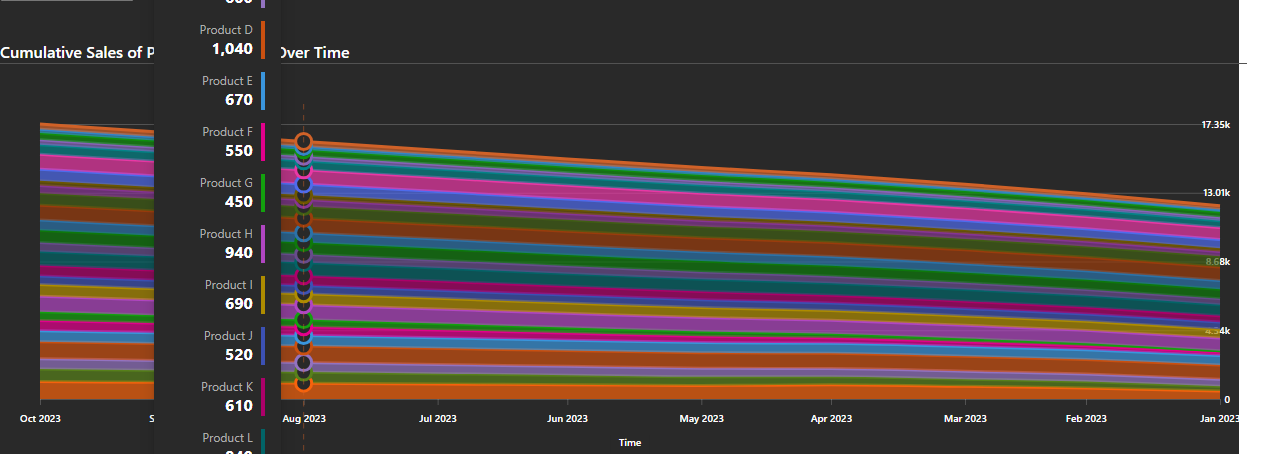 Product D
1,040
Cumulative Sales of P
Over Time
Product E
670
Product F
550
17.35k
Product G
450
13.01k
Product H
940
8.68k
Product I
690
Product J
520
4.34k
Product K
610
0
Oct 2023
S
Aug 2023
Jul 2023
Jun 2023
May 2023
Apr 2023
Mar 2023
Feb 2023
Jan 2023
Product L
Time